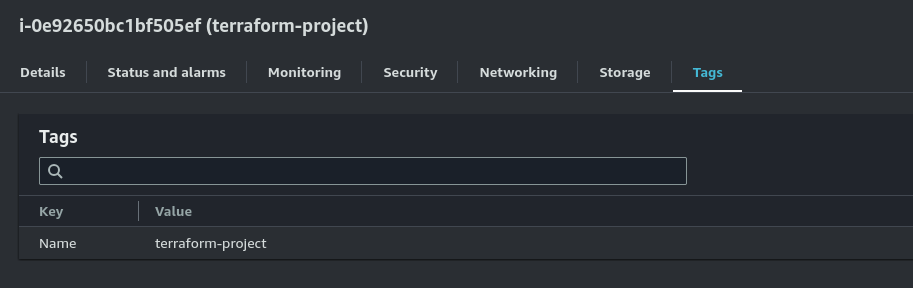 i-0e92650bc1bf505ef (terraform-project)
Details Status and alarms Monitoring Security Networking Storage Tags
Tags
Key Value
Name terraform-project